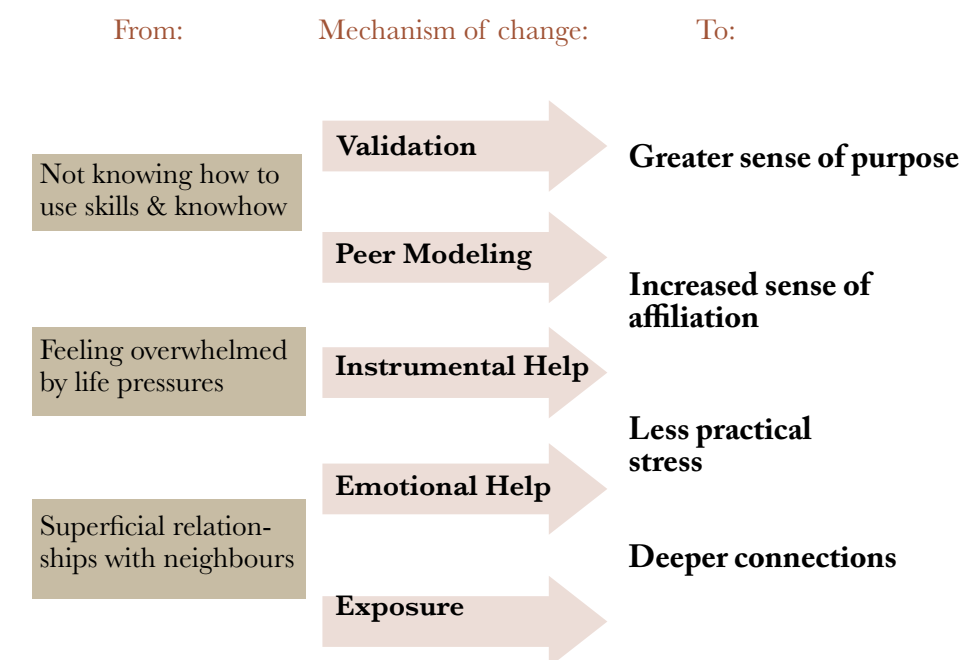 From:
Mechanism of change:
To:
Not knowing how to
use skills & knowhow
Feeling overwhelmed
by life pressures
Superficial relation-
ships with neighbours
Validation
Peer Modeling
Instrumental Help
Emotional Help
Exposure
Greater sense of purpose
Increased sense of
affiliation
Less practical
stress
Deeper connections